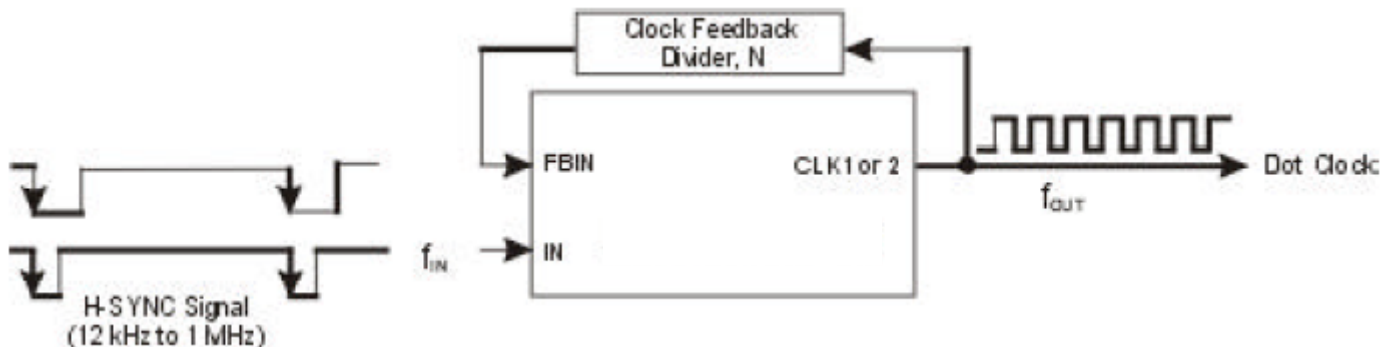 Clock Feedback
Divider, N
FBIN
CLK1 or 2
Dot Clock
fOUT
fIN
IN
H-SYNC Signal
(12 kHz to 1 MHz)